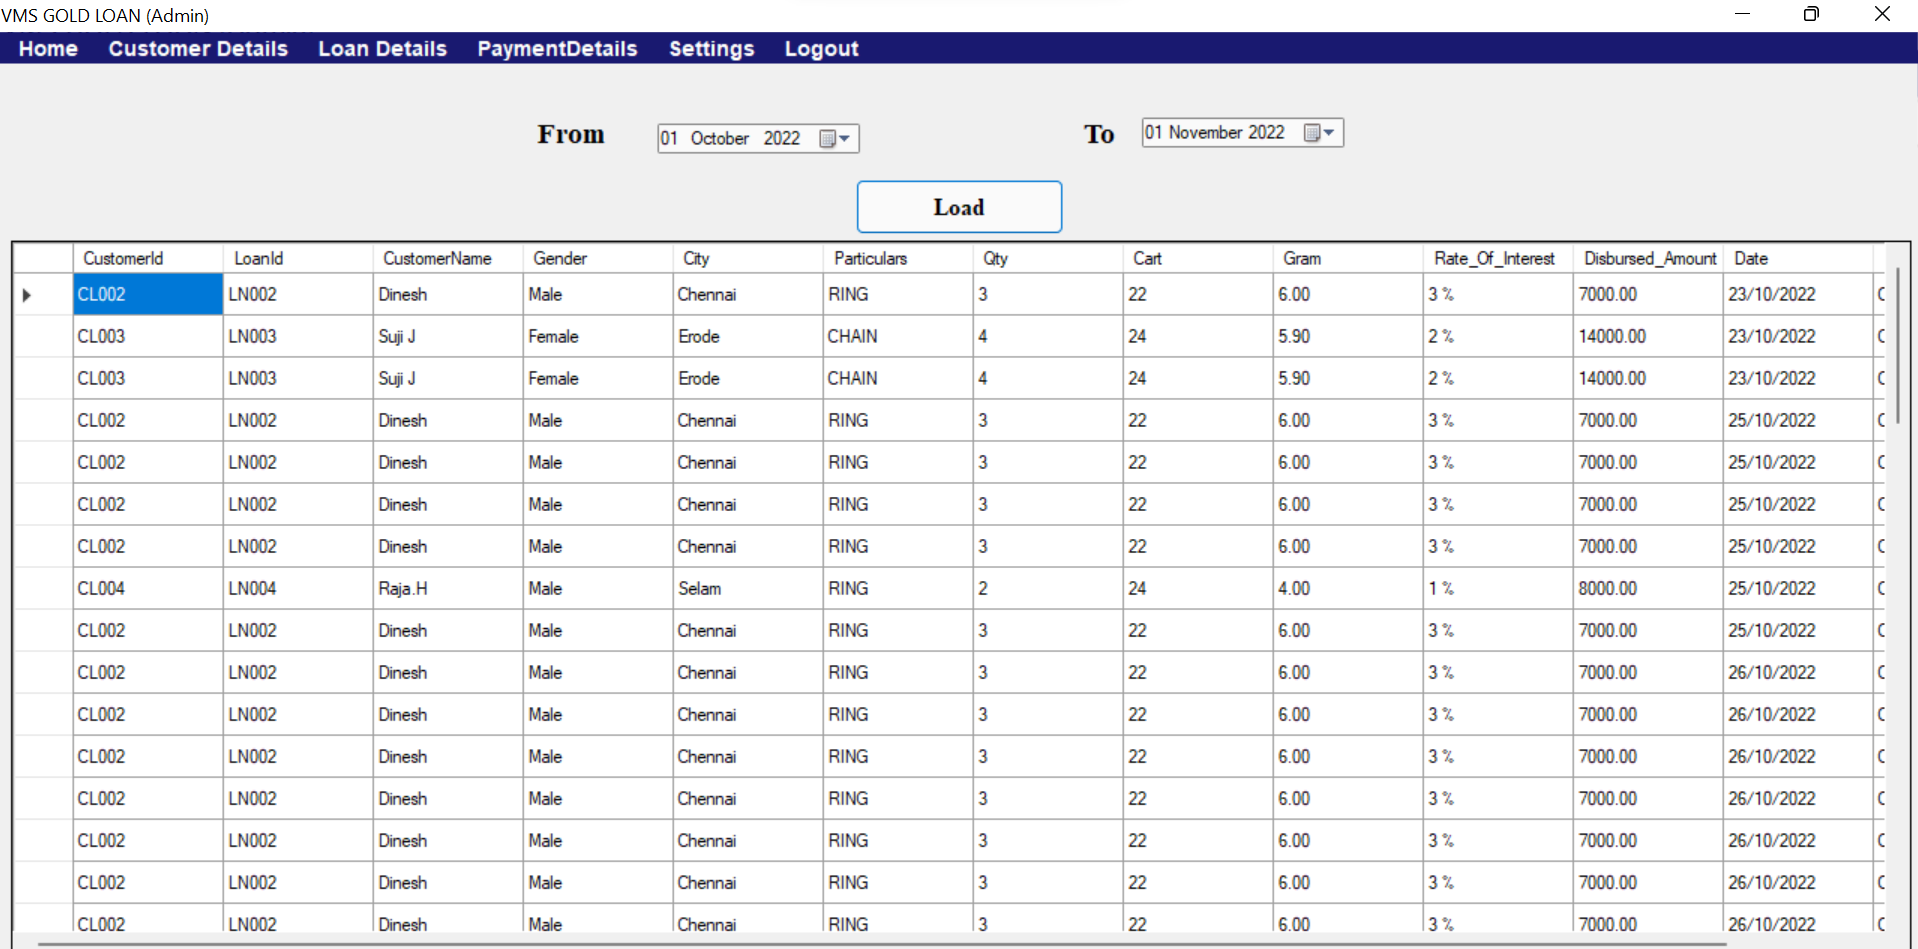 VMS GOLD LOAN (Admin)
Home Customer Details Loan Details PaymentDetails Settings Logout
From 01 October 2022 To 01 November 2022
Load
CustomerId LoanId CustomerName Gender City Particulars Qty Cart Gram Rate_Of_Interest Disbursed_Amount Date
CL002 LN002 Dinesh Male Chennai RING 3 22 6.00 3 % 7000.00 23/10/2022
CL003 LN003 Suji J Female Erode CHAIN 4 24 5.90 2 % 14000.00 23/10/2022
CL003 LN003 Suji J Female Erode CHAIN 4 24 5.90 2 % 14000.00 23/10/2022
CL002 LN002 Dinesh Male Chennai RING 3 22 6.00 3 % 7000.00 25/10/2022
CL002 LN002 Dinesh Male Chennai RING 3 22 6.00 3 % 7000.00 25/10/2022
CL002 LN002 Dinesh Male Chennai RING 3 22 6.00 3 % 7000.00 25/10/2022
CL002 LN002 Dinesh Male Chennai RING 3 22 6.00 3 % 7000.00 25/10/2022
CL004 LN004 Raja.H Male Selam RING 2 24 4.00 1 % 8000.00 25/10/2022
CL002 LN002 Dinesh Male Chennai RING 3 22 6.00 3 % 7000.00 25/10/2022
CL002 LN002 Dinesh Male Chennai RING 3 22 6.00 3 % 7000.00 26/10/2022
CL002 LN002 Dinesh Male Chennai RING 3 22 6.00 3 % 7000.00 26/10/2022
CL002 LN002 Dinesh Male Chennai RING 3 22 6.00 3 % 7000.00 26/10/2022
CL002 LN002 Dinesh Male Chennai RING 3 22 6.00 3 % 7000.00 26/10/2022
CL002 LN002 Dinesh Male Chennai RING 3 22 6.00 3 % 7000.00 26/10/2022
CL002 LN002 Dinesh Male Chennai RING 3 22 6.00 3 % 7000.00 26/10/2022
CL002 LN002 Dinesh Male Chennai RING 3 22 6.00 3 % 7000.00 26/10/2022